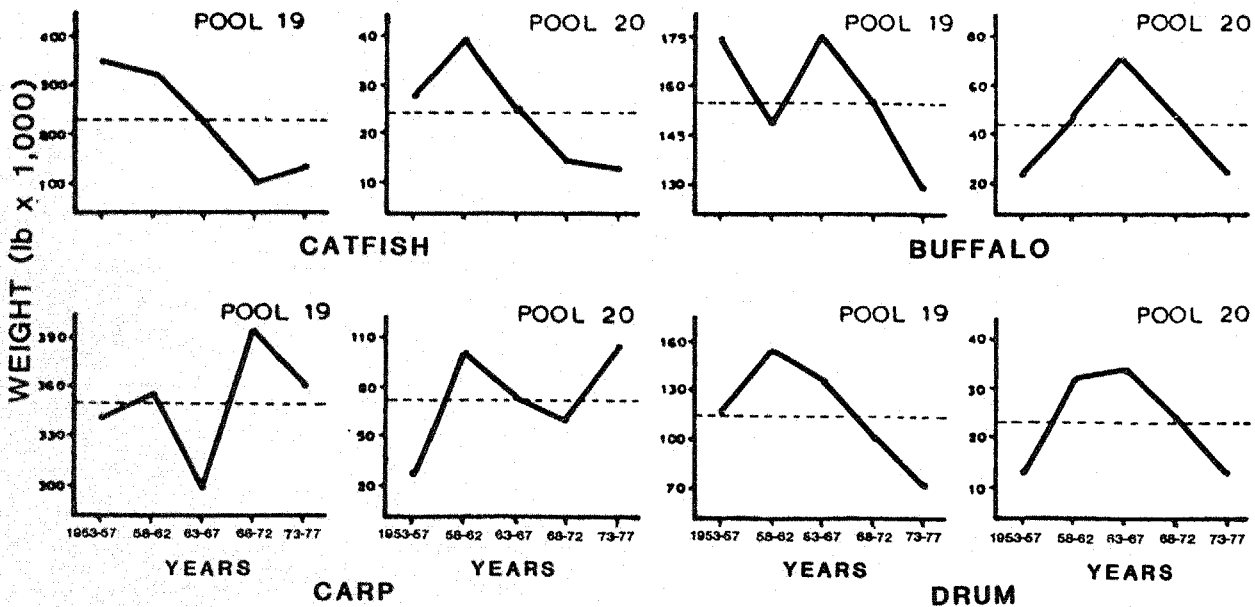 WEIGHT (lb x 1,000)
POOL 19
400
300
200
100
POOL 20
40
30
20
10
CATFISH
POOL 19
175
160
145
130
POOL 20
60
40
20
BUFFALO
POOL 19
390
360
330
300
1953-57 58-62 63-67 68-72 73-77
YEARS
POOL 20
110
80
50
20
1953-57 58-62 63-67 68-72 73-77
YEARS
CARP
POOL 19
160
130
100
70
1953-57 58-62 63-67 68-72 73-77
YEARS
POOL 20
40
30
20
10
1953-57 58-62 63-67 68-72 73-77
YEARS
DRUM